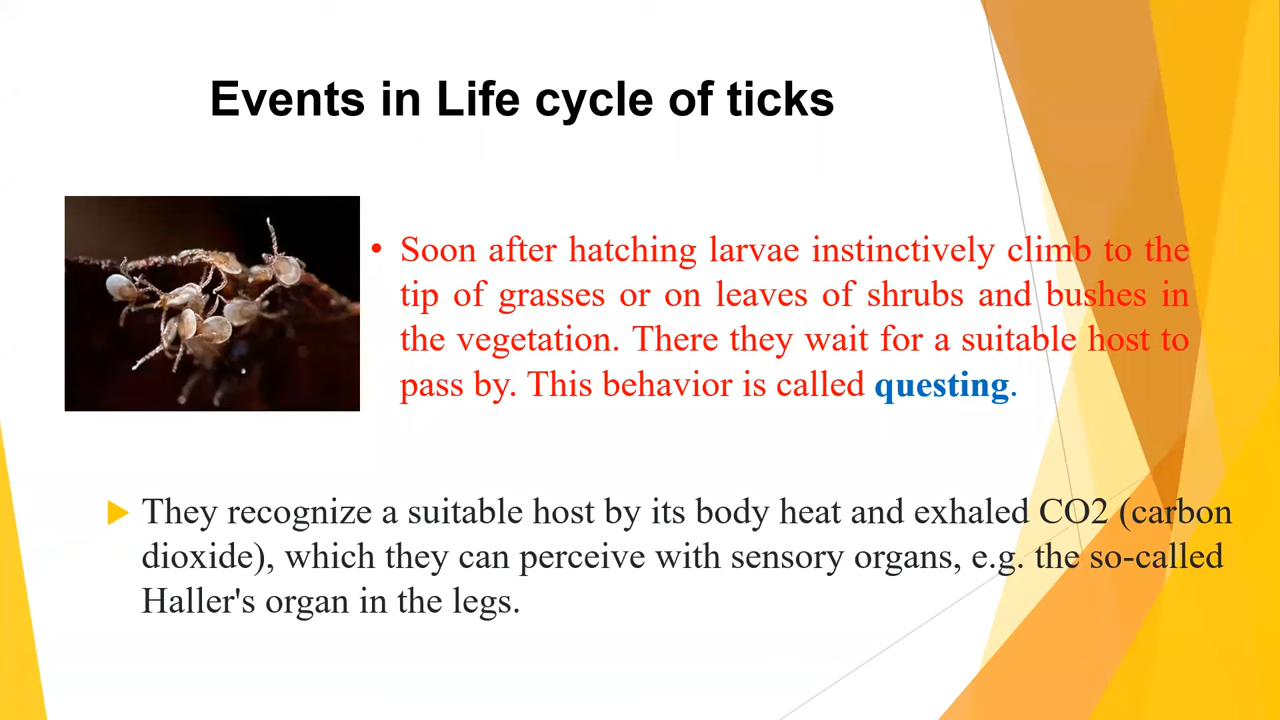 Events in Life cycle of ticks
• Soon after hatching larvae instinctively climb to the
tip of grasses or on leaves of shrubs and bushes in
the vegetation. There they wait for a suitable host to
pass by. This behavior is called questing.
They recognize a suitable host by its body heat and exhaled CO2 (carbon
dioxide), which they can perceive with sensory organs, e.g. the so-called
Haller's organ in the legs.